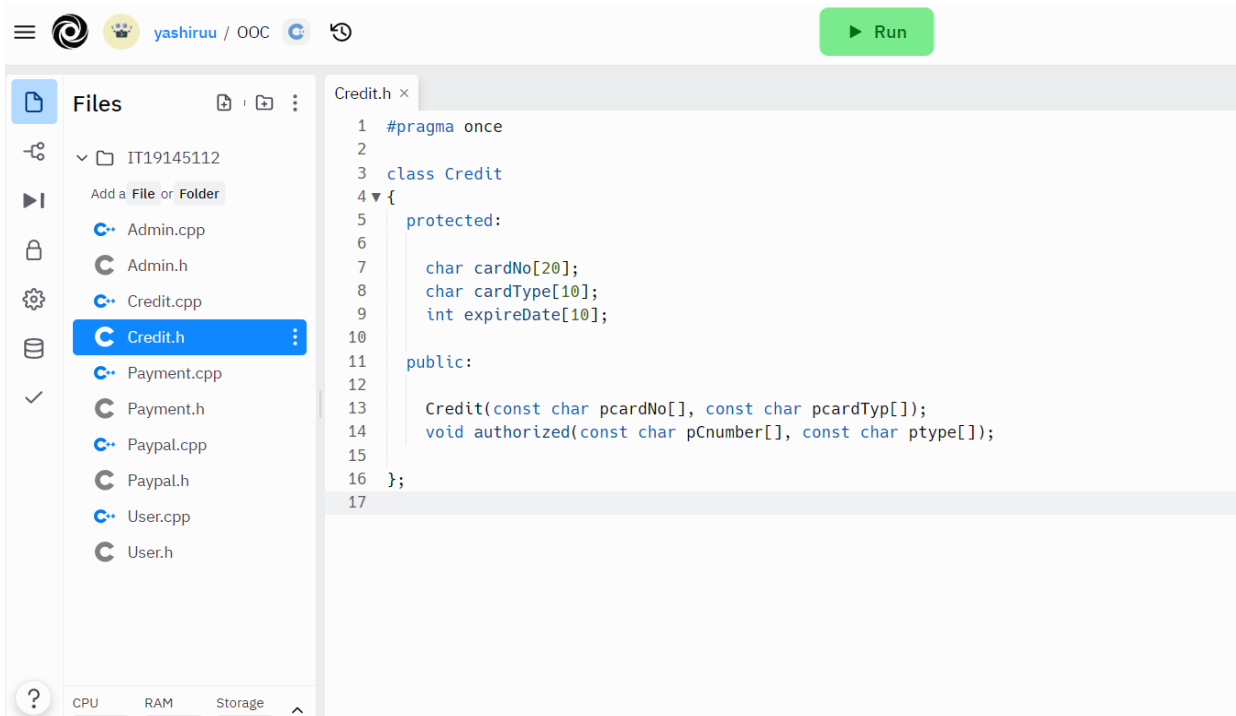 yashiruu / OOC
Run
Files
IT19145112
Add a File or Folder
Admin.cpp
Admin.h
Credit.cpp
Credit.h
Payment.cpp
Payment.h
Paypal.cpp
Paypal.h
User.cpp
User.h
?
CPU RAM Storage
Credit.h ×
1 #pragma once
2
3 class Credit
4 {
5 protected:
6
7 char cardNo[20];
8 char cardType[10];
9 int expireDate[10];
10
11 public:
12
13 Credit(const char pcardNo[], const char pcardTyp[]);
14 void authorized(const char pCnumber[], const char ptype[]);
15
16 };
17